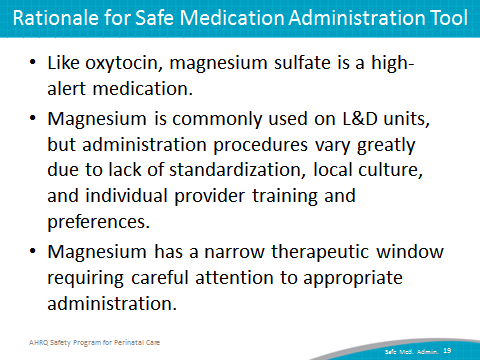 Rationale for Safe Medication Administration Tool
• Like oxytocin, magnesium sulfate is a high-
alert medication.
• Magnesium is commonly used on L&D units,
but administration procedures vary greatly
due to lack of standardization, local culture,
and individual provider training and
preferences.
• Magnesium has a narrow therapeutic window
requiring careful attention to appropriate
administration.
AHRQ Safety Program for Perinatal Care
Safe Med. Admin. 19